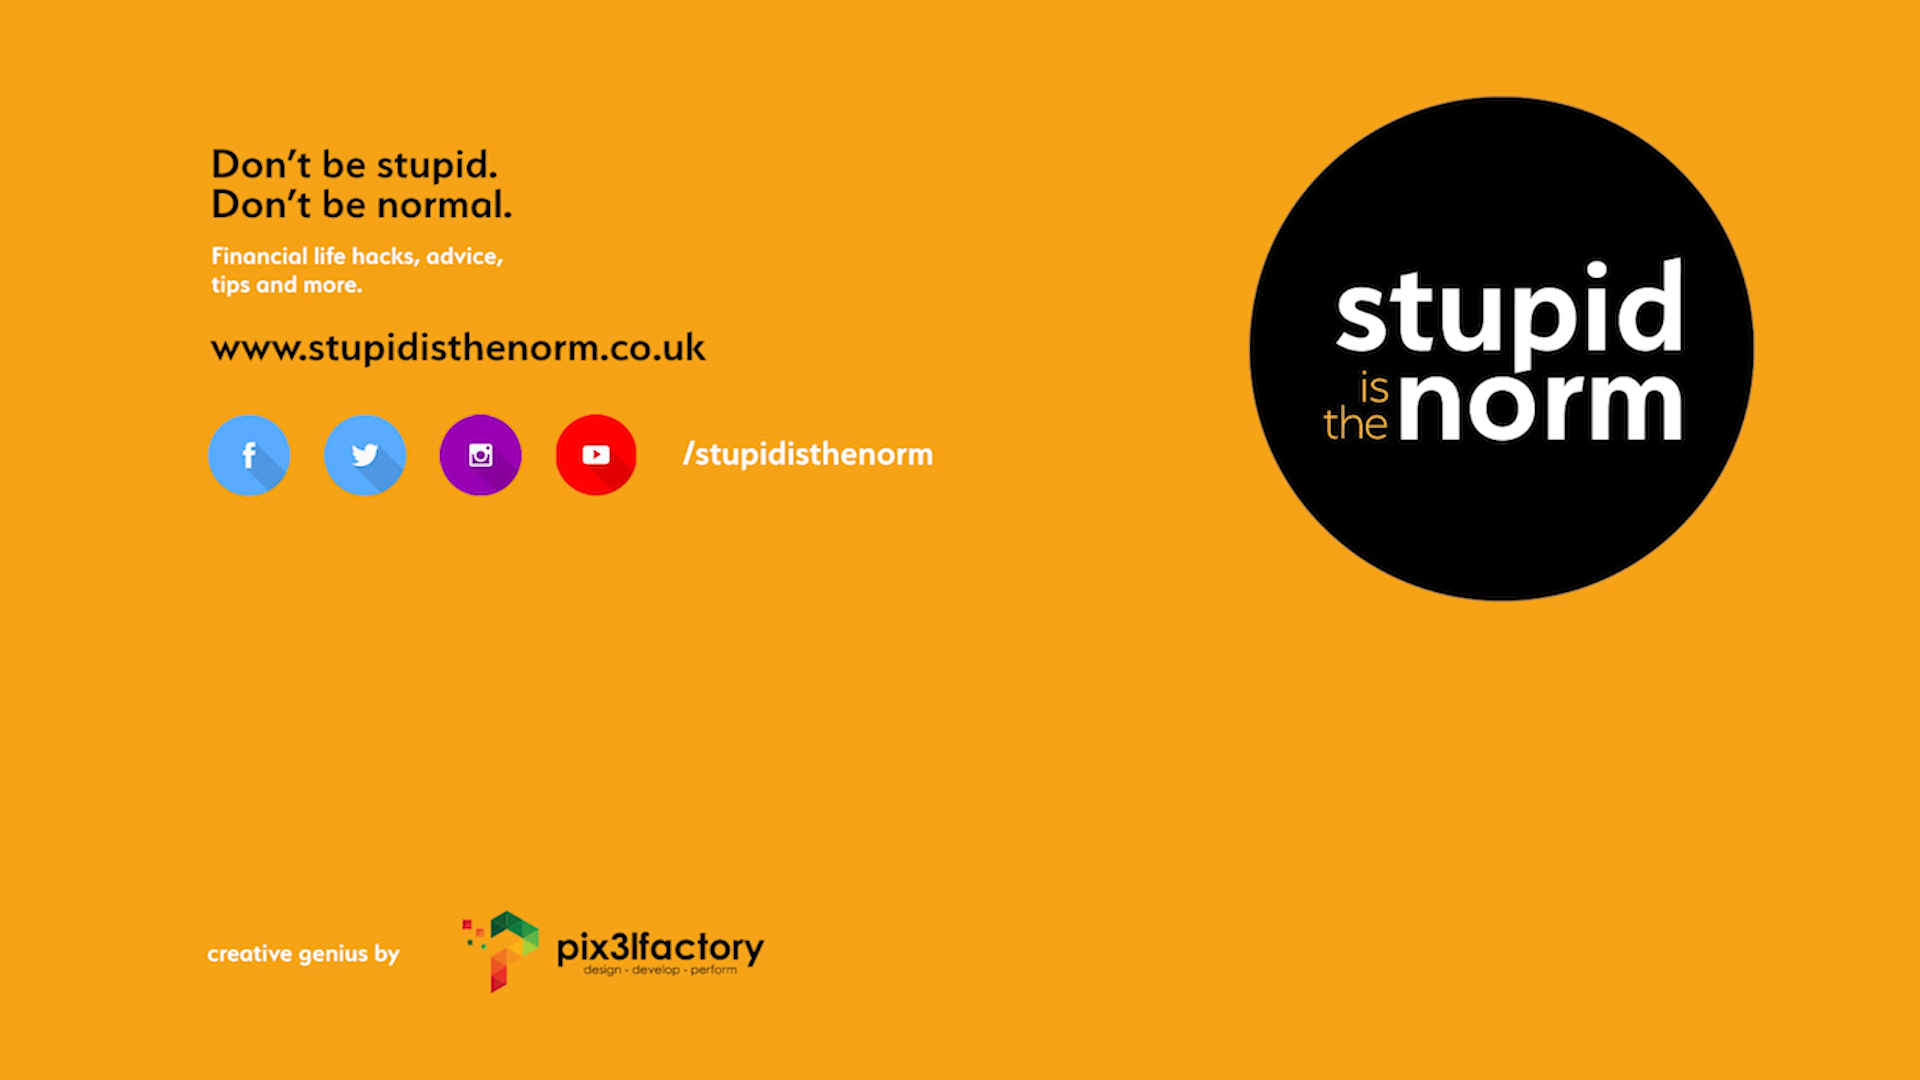 Don’t be stupid.
Don’t be normal.
Financial life hacks, advice,
tips and more.
www.stupidisthenorm.co.uk
/stupidisthenorm
stupid
is
the norm
creative genius by
pix3lfactory
design - develop - perform